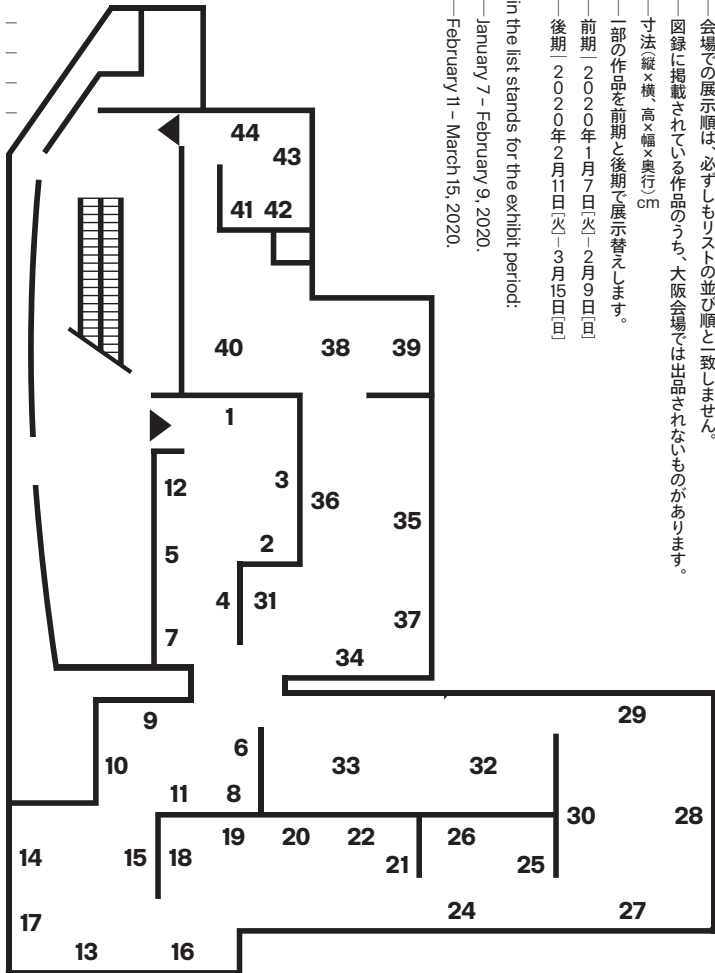 ―会場での展示順は、必ずしもリストの並び順と一致しません。
―図録に掲載されている作品のうち、大阪会場では出品されないものがあります。
―寸法（縦×横、高×幅×奥行）cm
―一部の作品を前期と後期で展示替えします。
前期｜2020年1月7日[火]―2月9日[日]
後期｜2020年2月11日[火]―3月15日[日]
in the list stands for the exhibit period:
—January 7 – February 9, 2020.
—February 11 – March 15, 2020.
44
43
41 42
40 38 39
1
12 3 36 35
5 2
4 31 37
7 34
9 29
6
10 33 32
11 8 30 28
19 20 22 26
14 15 18 21 25
17 24 27
13 16